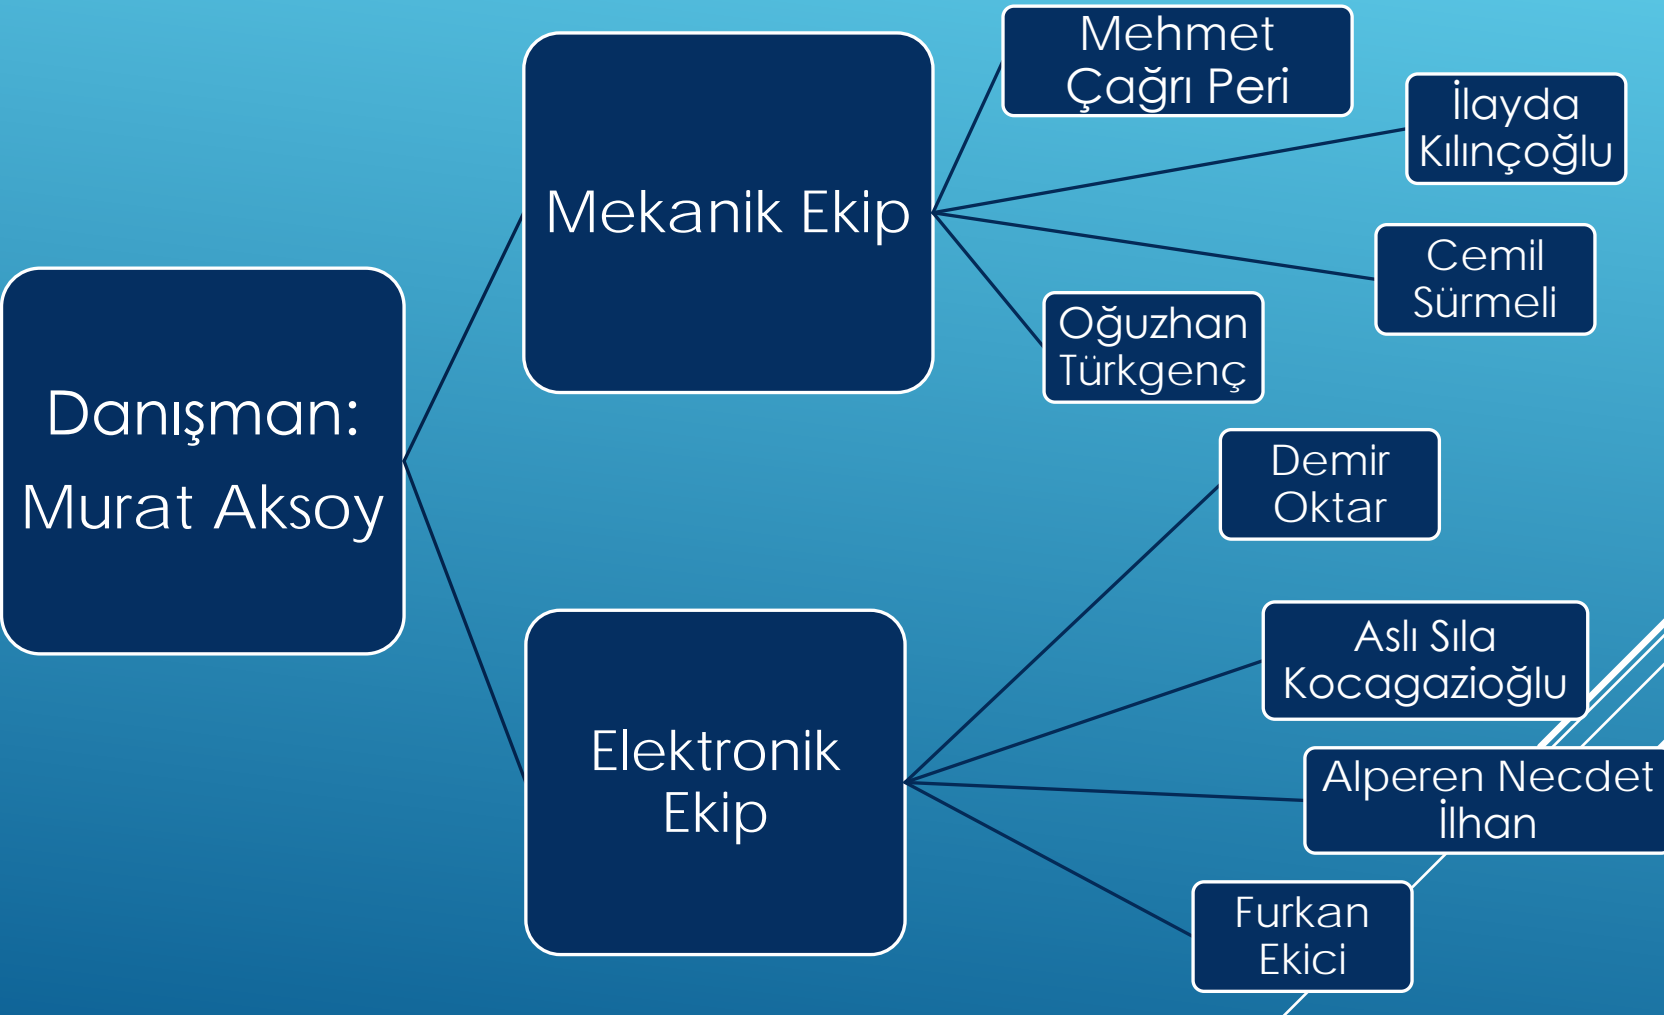 Danışman:
Murat Aksoy
Mekanik Ekip
Mehmet
Çağrı Peri
İlayda
Kılınçoğlu
Cemil
Sürmeli
Oğuzhan
Türkgenç
Elektronik
Ekip
Demir
Oktar
Aslı Sıla
Kocagazioğlu
Alperen Necdet
İlhan
Furkan
Ekici